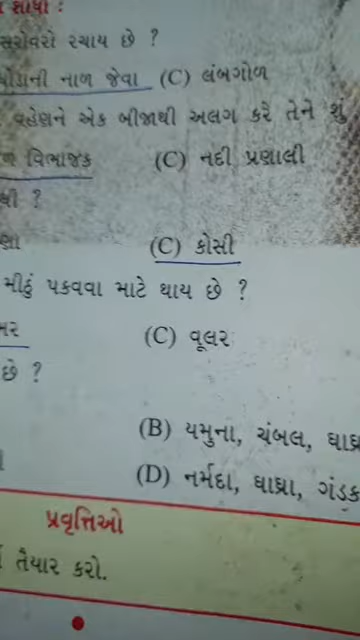 શોધો :
સરોવરો રચાય છે ?
ઘોડાની નાળ જેવા (C) લંબગોળ
વહેણને એક બીજાથી અલગ કરે તેને શું
વિભાજક (C) નદી પ્રણાલી
?
(C) કોસી
મીઠું પકવવા માટે થાય છે ?
(C) વૂલર
છે ?
(B) યમુના, ચંબલ,
(D) નર્મદા, ઘાઘ્રા, ગંડક
પ્રવૃત્તિઓ
તૈયાર કરો.